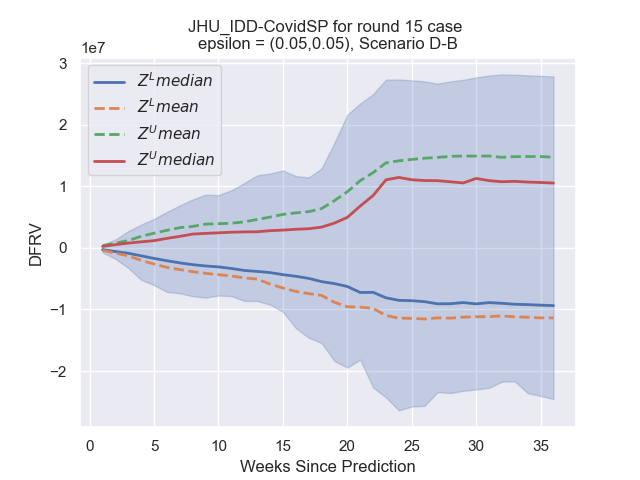 JHU_IDD-CovidSP for round 15 case
epsilon = (0.05,0.05), Scenario D-B
1e7
Z^L median
Z^L mean
Z^U mean
Z^U median
3
2
1
0
−1
−2
DFRV
0 5 10 15 20 25 30 35
Weeks Since Prediction